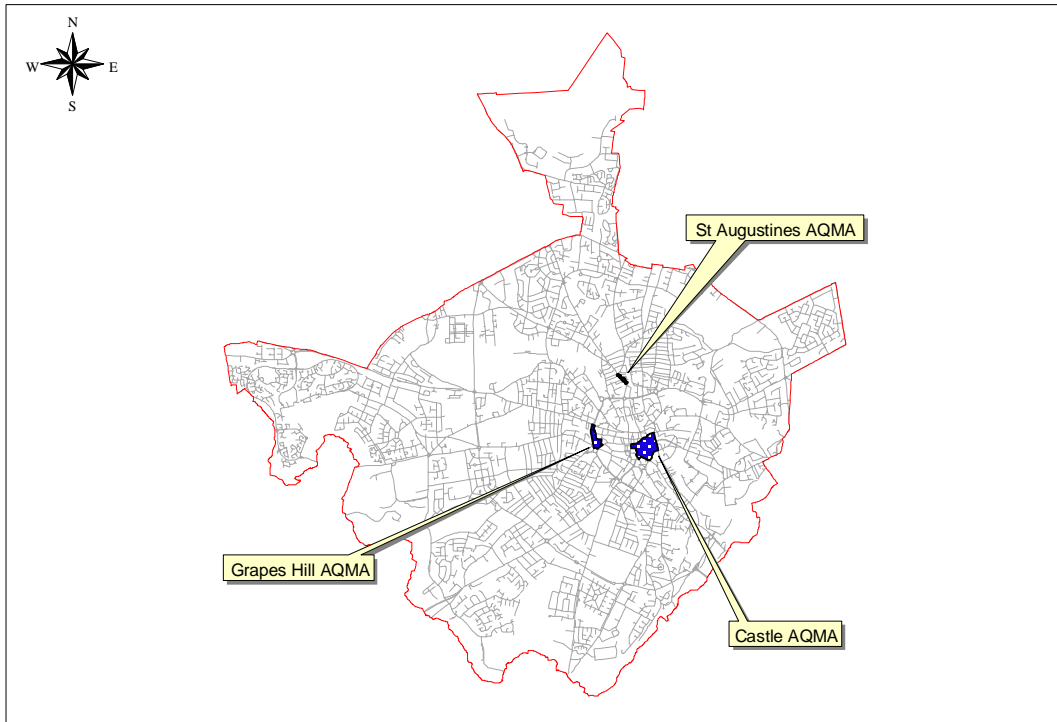 N
W E
S
St Augustines AQMA
Grapes Hill AQMA
Castle AQMA